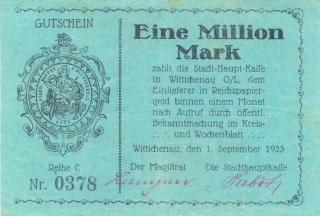 GUTSCHEIN
Eine Million
Mark
zahlt die Stadt-Haupt-Kasse
in Wittichenau O/L. dem
Einlieferer in Reichspapier-
geld binnen einem Monat
nach Aufruf durch öffentl.
Bekanntmachung im Kreis-
und Wochenblatt
Wittichenau, den 1. September 1923
Reihe C
Der Magistrat Die Stadthauptkasse
Nr. 0378